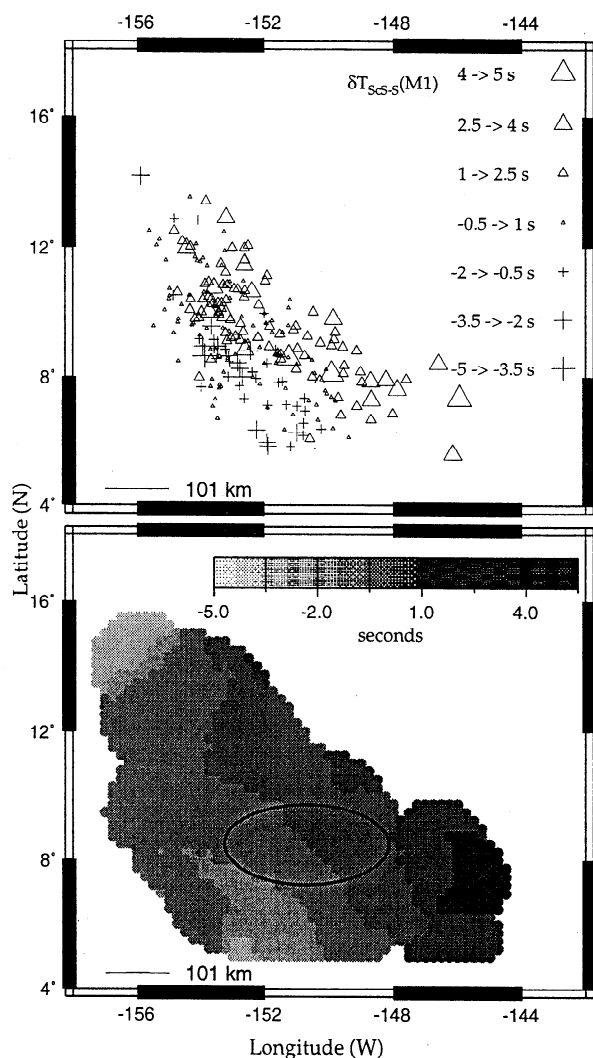 -156 -152 -148 -144
δT_ScS-S(M1)
4 -> 5 s
2.5 -> 4 s
1 -> 2.5 s
-0.5 -> 1 s
-2 -> -0.5 s
-3.5 -> -2 s
-5 -> -3.5 s
16°
12°
8°
4°
101 km
Latitude (N)
-5.0 -2.0 1.0 4.0
seconds
16°
12°
8°
4°
101 km
-156 -152 -148 -144
Longitude (W)